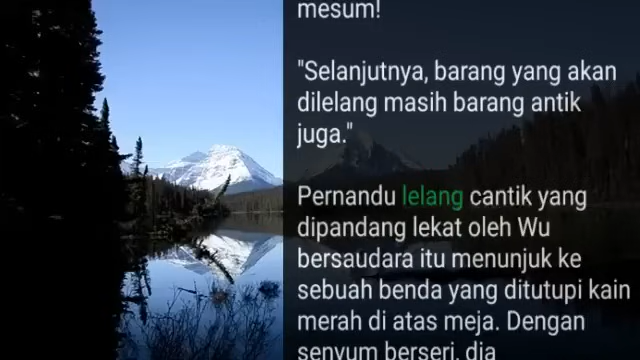 mesum!
"Selanjutnya, barang yang akan
dilelang masih barang antik
juga."
Pernandu lelang cantik yang
dipandang lekat oleh Wu
bersaudara itu menunjuk ke
sebuah benda yang ditutupi kain
merah di atas meja. Dengan
senyum berseri, dia